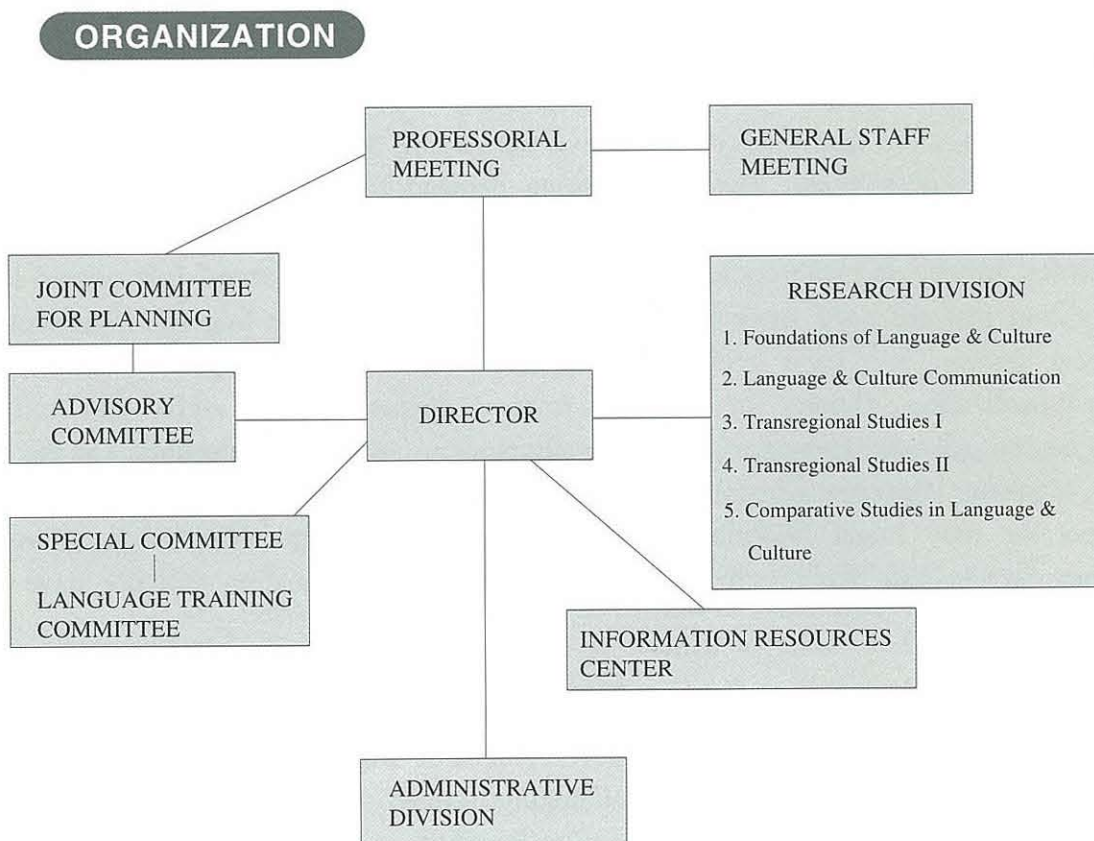 ORGANIZATION
PROFESSORIAL
MEETING
GENERAL STAFF
MEETING
JOINT COMMITTEE
FOR PLANNING
RESEARCH DIVISION
1. Foundations of Language & Culture
2. Language & Culture Communication
3. Transregional Studies I
4. Transregional Studies II
5. Comparative Studies in Language &
Culture
ADVISORY
COMMITTEE
DIRECTOR
SPECIAL COMMITTEE
LANGUAGE TRAINING
COMMITTEE
INFORMATION RESOURCES
CENTER
ADMINISTRATIVE
DIVISION